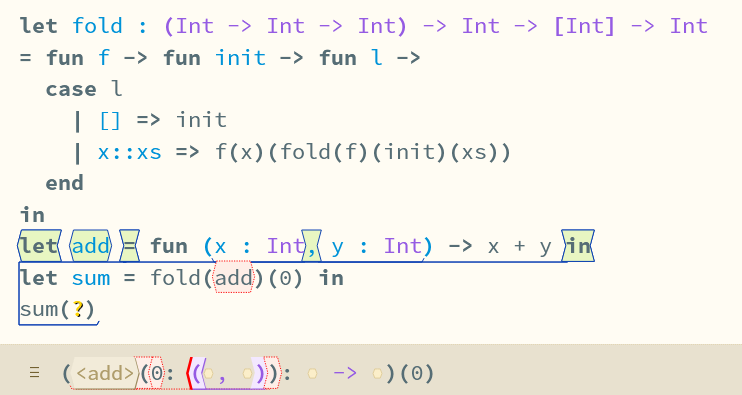 let fold : (Int -> Int -> Int) -> Int -> [Int] -> Int
= fun f -> fun init -> fun l ->
case l
| [] => init
| x::xs => f(x)(fold(f)(init)(xs))
end
in
let add = fun (x : Int, y : Int) -> x + y in
let sum = fold(add)(0) in
sum(?)
≡ (<add>(0: ( , )): -> )(0)